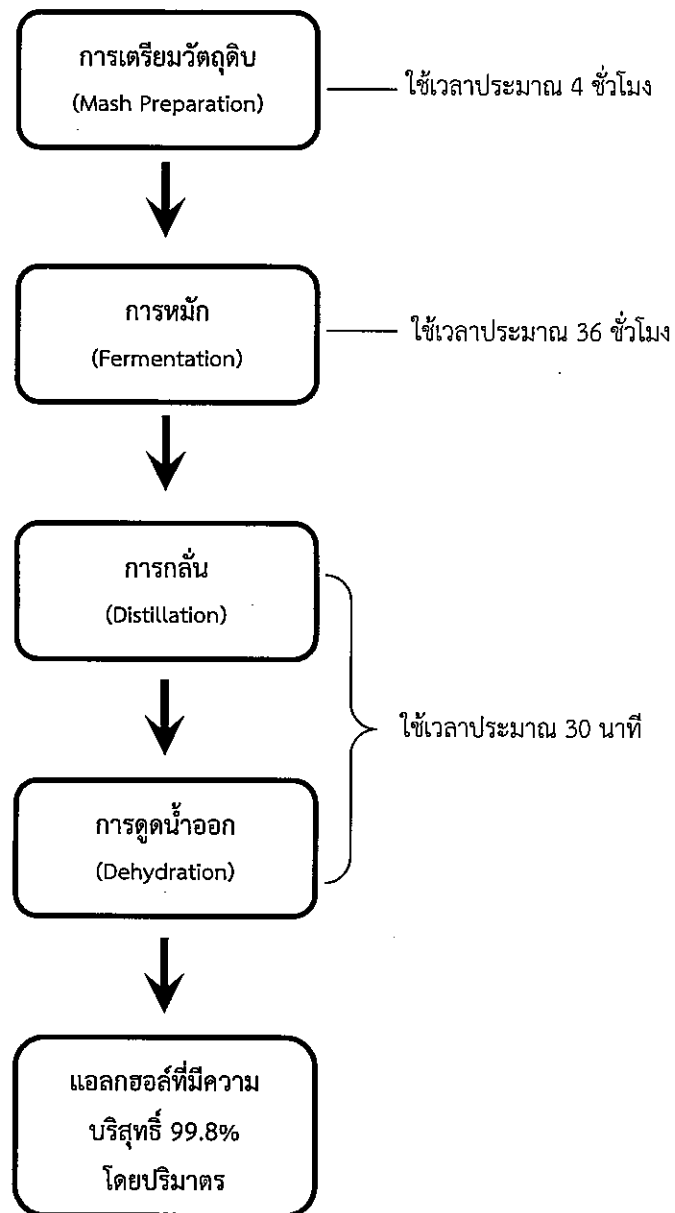 การเตรียมวัตถุดิบ
(Mash Preparation)
ใช้เวลาประมาณ 4 ชั่วโมง
การหมัก
(Fermentation)
ใช้เวลาประมาณ 36 ชั่วโมง
การกลั่น
(Distillation)
ใช้เวลาประมาณ 30 นาที
การดูดน้ำออก
(Dehydration)
แอลกฮอล์ที่มีความ
บริสุทธิ์ 99.8%
โดยปริมาตร